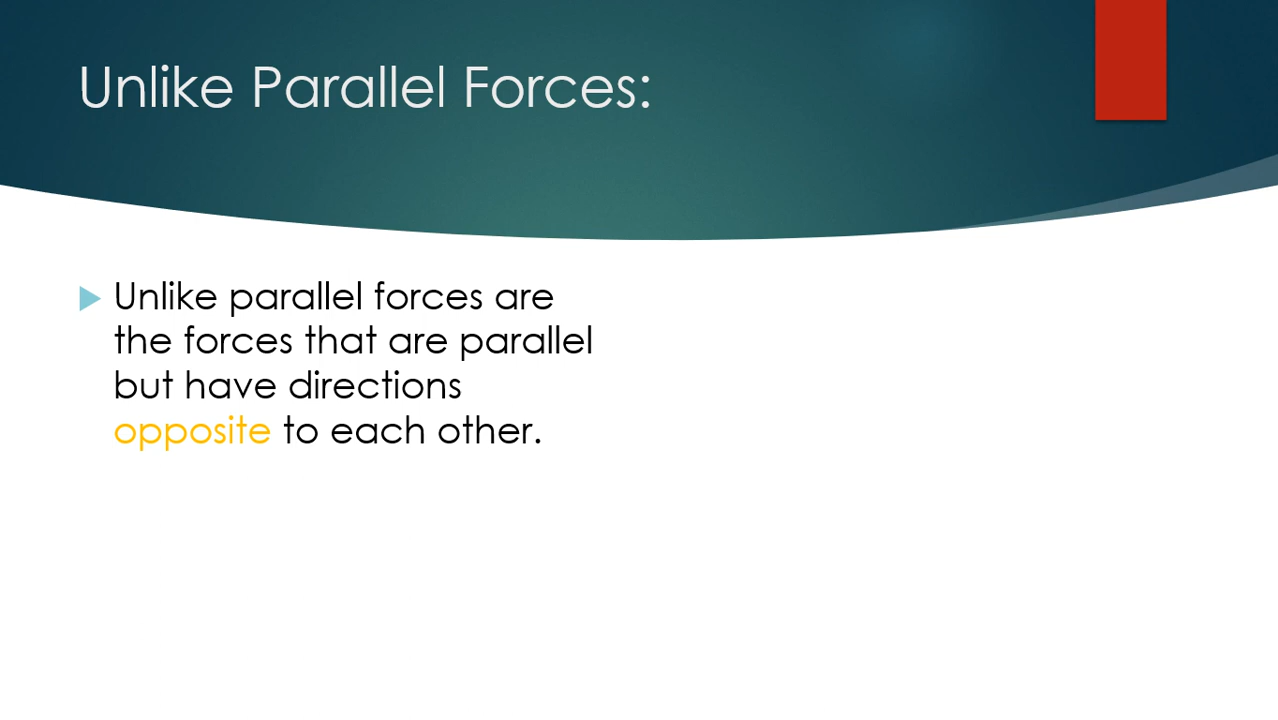 Unlike Parallel Forces:
Unlike parallel forces are
the forces that are parallel
but have directions
opposite to each other.